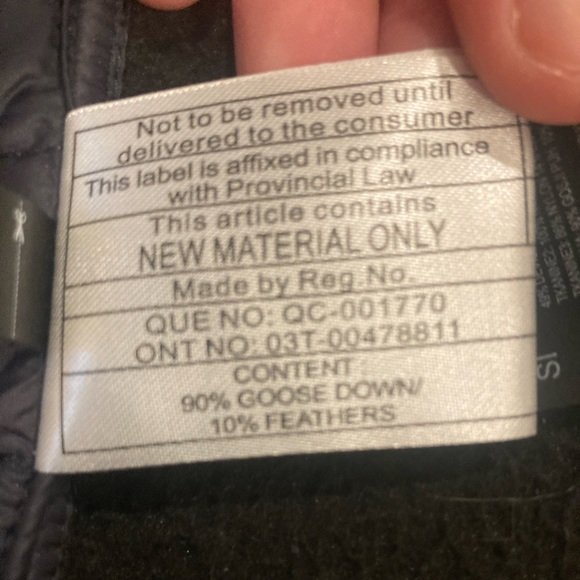 Not to be removed until
delivered to the consumer
This label is affixed in compliance
with Provincial Law
This article contains
NEW MATERIAL ONLY
Made by Reg.No.
QUE NO: QC-001770
ONT NO: 03T-00478811
CONTENT :
90% GOOSE DOWN/
10% FEATHERS
IS